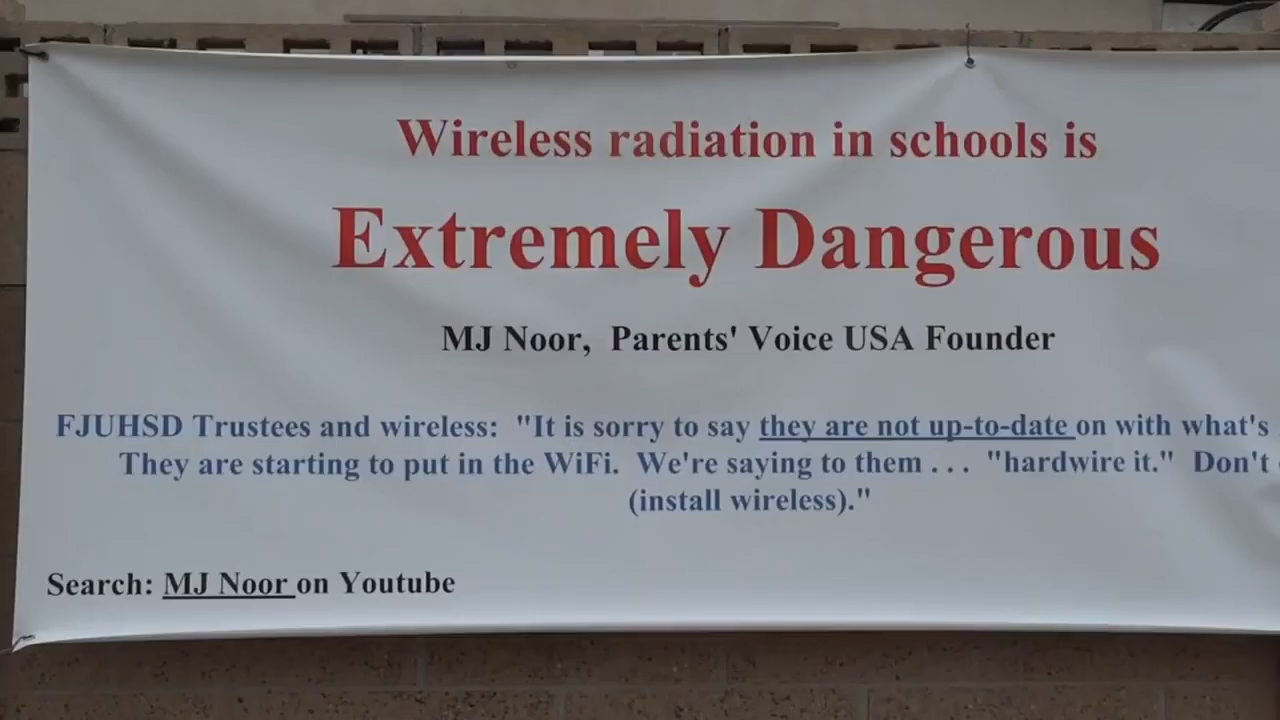 Wireless radiation in schools is
Extremely Dangerous
MJ Noor, Parents' Voice USA Founder
FJUHSD Trustees and wireless: "It is sorry to say they are not up-to-date on with what's
They are starting to put in the WiFi. We're saying to them . . . "hardwire it." Don't
(install wireless)."
Search: MJ Noor on Youtube